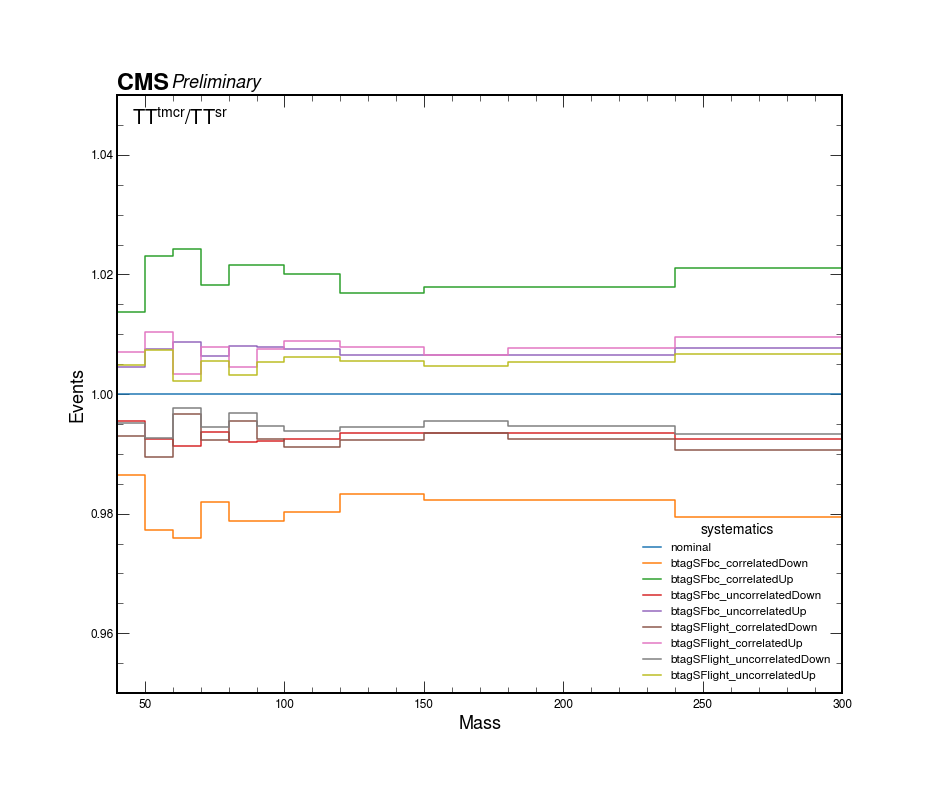 CMS Preliminary
TT^tmcr/TT^sr
1.04
1.02
1.00
0.98
0.96
Events
50 100 150 200 250 300
Mass
systematics
nominal
btagSFbc_correlatedDown
btagSFbc_correlatedUp
btagSFbc_uncorrelatedDown
btagSFbc_uncorrelatedUp
btagSFlight_correlatedDown
btagSFlight_correlatedUp
btagSFlight_uncorrelatedDown
btagSFlight_uncorrelatedUp